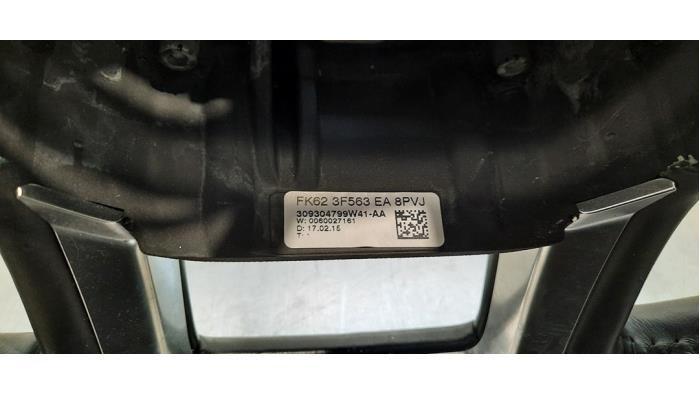 FK62 3F563 EA 8PVJ
309304799W41-AA
W: 0060027161
D: 17.02.15
T: